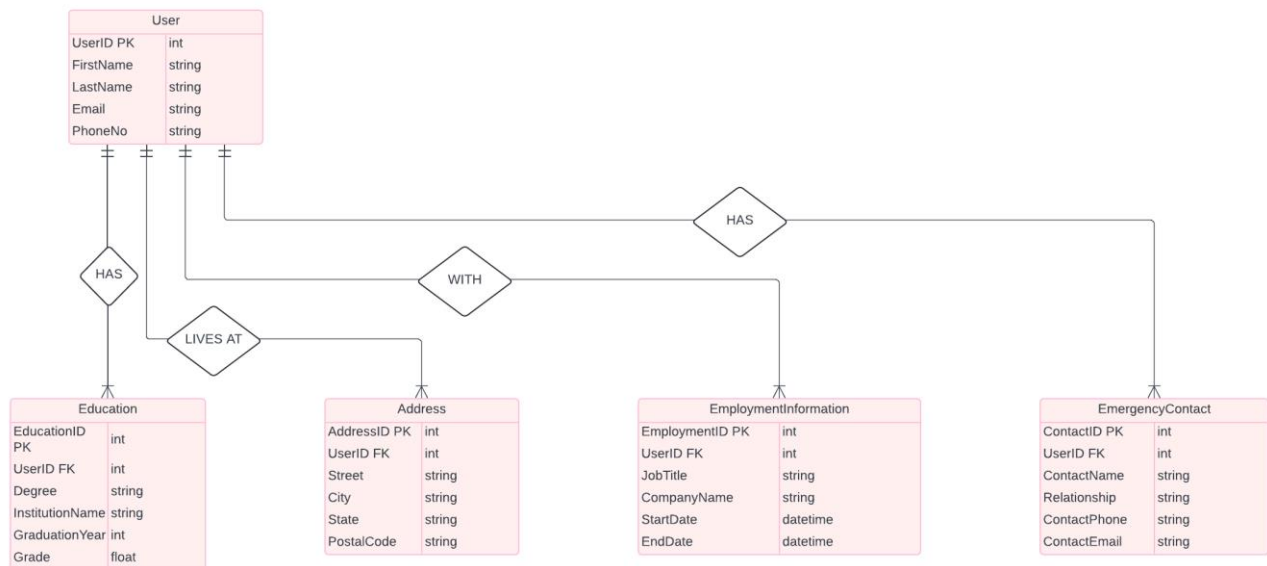 User
UserID PK int
FirstName string
LastName string
Email string
PhoneNo string
HAS
HAS
WITH
LIVES AT
Education
EducationID
PK int
UserID FK int
Degree string
InstitutionName string
GraduationYear int
Grade float
Address
AddressID PK int
UserID FK int
Street string
City string
State string
PostalCode string
EmploymentInformation
EmploymentID PK int
UserID FK int
JobTitle string
CompanyName string
StartDate datetime
EndDate datetime
EmergencyContact
ContactID PK int
UserID FK int
ContactName string
Relationship string
ContactPhone string
ContactEmail string